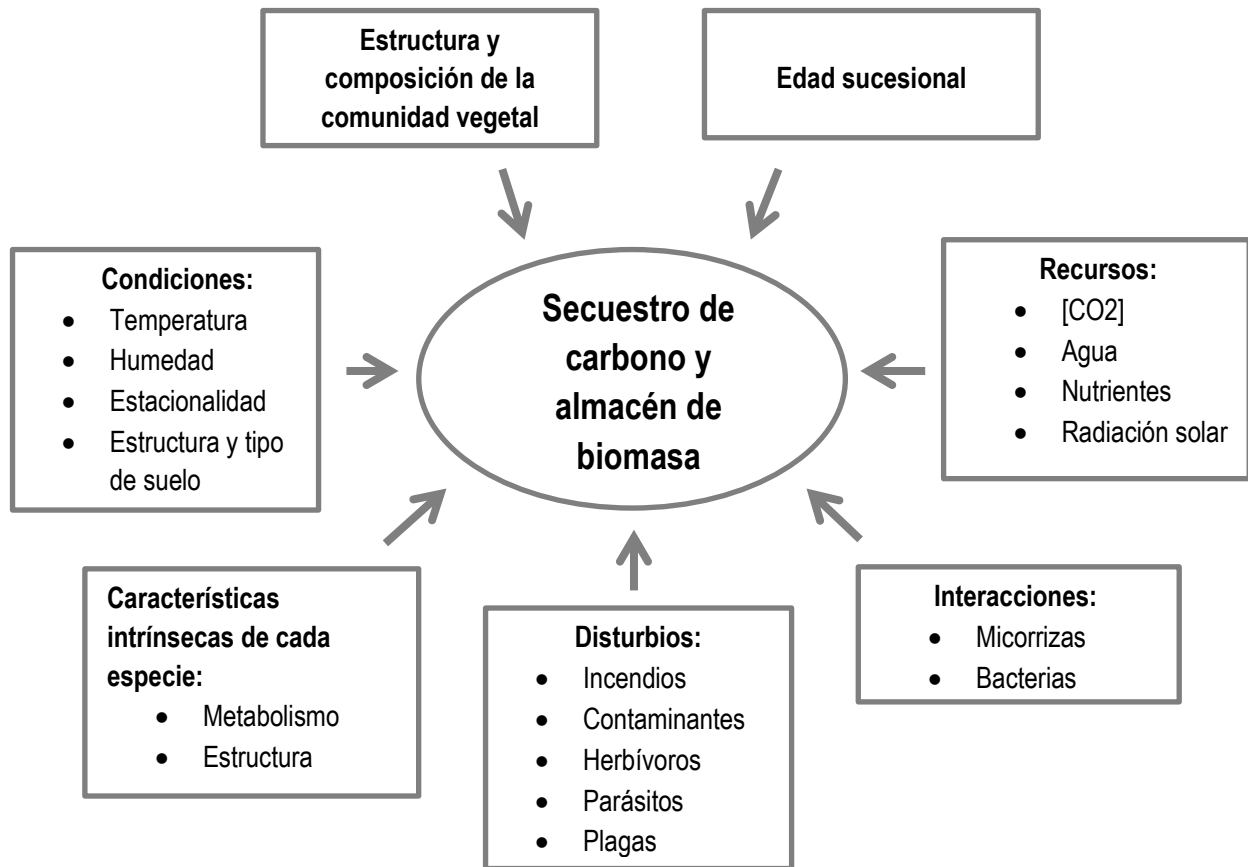 Estructura y
composición de la
comunidad vegetal
Edad sucesional
Condiciones:
• Temperatura
• Humedad
• Estacionalidad
• Estructura y tipo
de suelo
Secuestro de
carbono y
almacén de
biomasa
Recursos:
• [CO2]
• Agua
• Nutrientes
• Radiación solar
Características
intrínsecas de cada
especie:
• Metabolismo
• Estructura
Disturbios:
• Incendios
• Contaminantes
• Herbívoros
• Parásitos
• Plagas
Interacciones:
• Micorrizas
• Bacterias